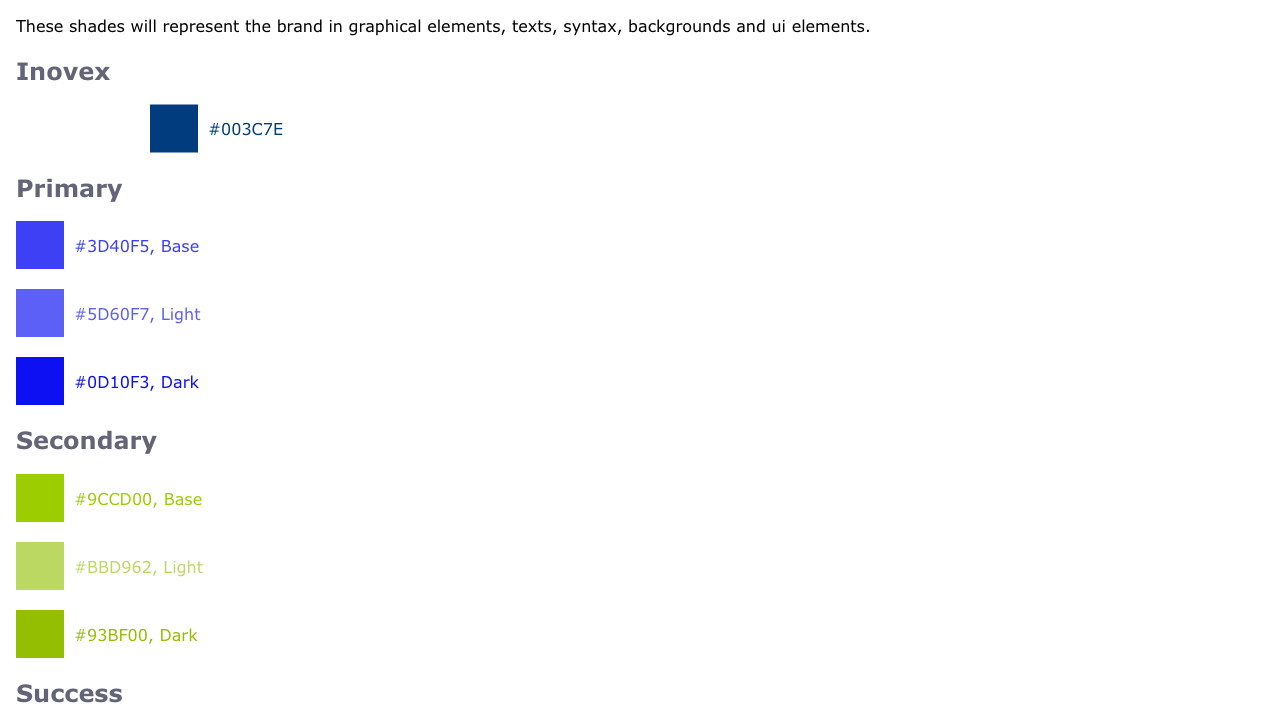 These shades will represent the brand in graphical elements, texts, syntax, backgrounds and ui elements.
Inovex
#003C7E
Primary
#3D40F5, Base
#5D60F7, Light
#0D10F3, Dark
Secondary
#9CCD00, Base
#BBD962, Light
#93BF00, Dark
Success